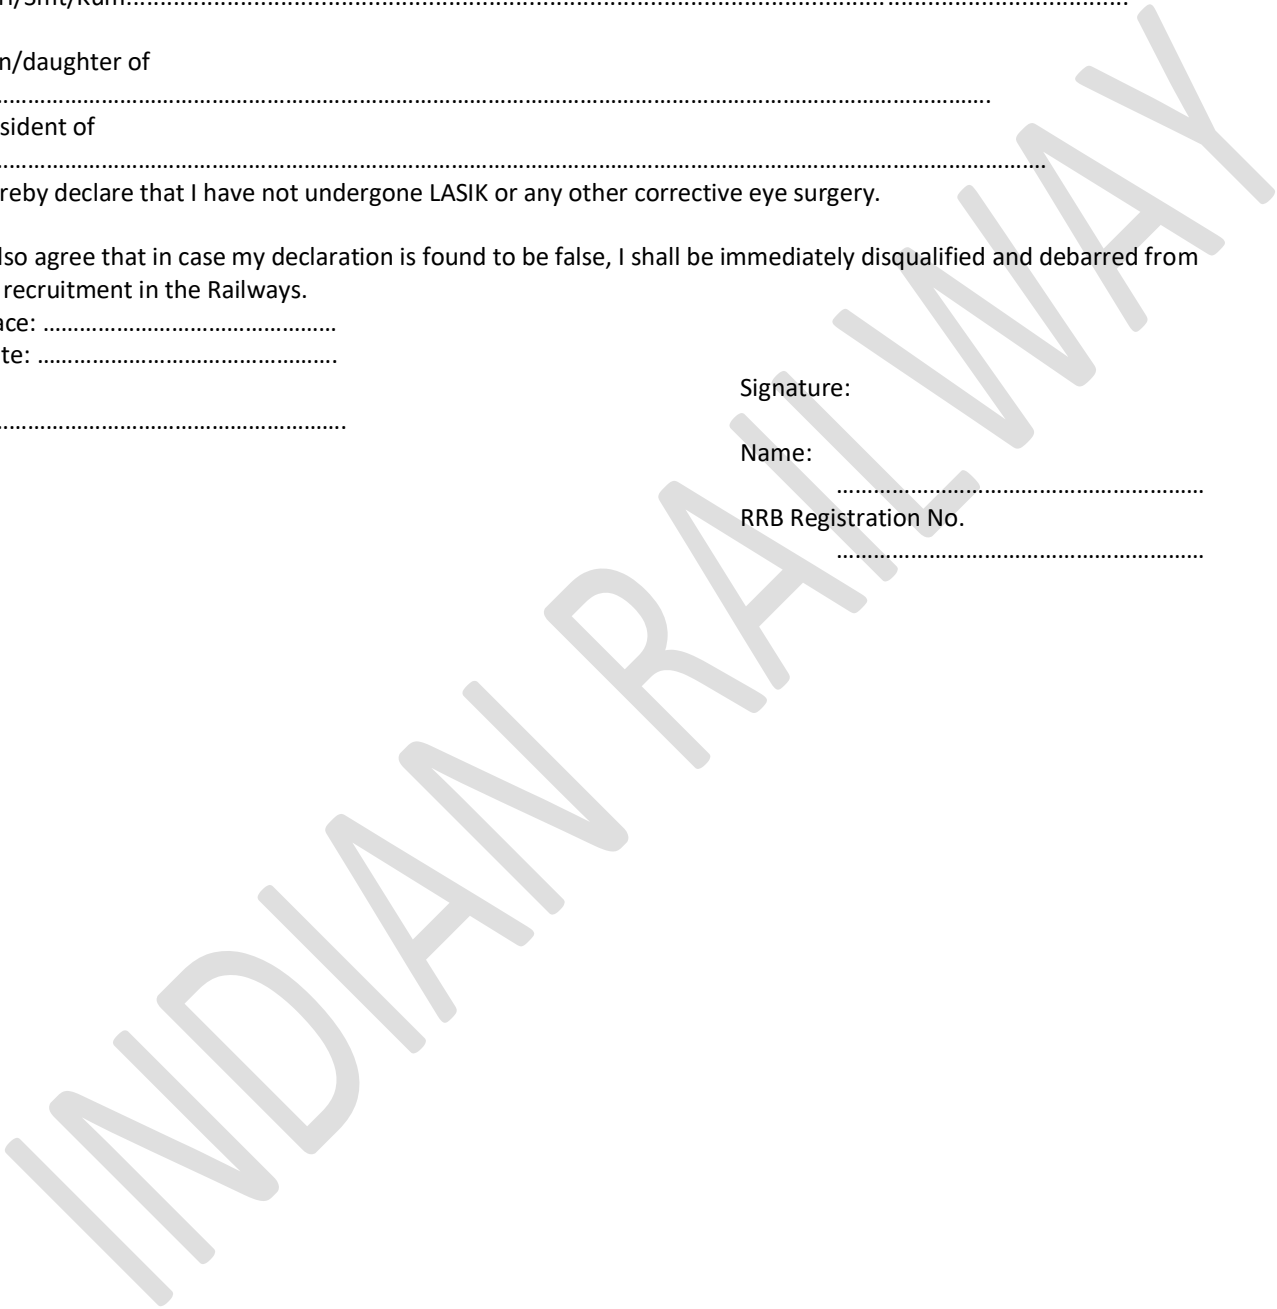 ri/Smt/Kum……………………………………………………………………………………………………………………………….
n/daughter of
……………………………………………………………………………………………………………………………….
sident of
……………………………………………………………………………………………………………………………………….
reby declare that I have not undergone LASIK or any other corrective eye surgery.
lso agree that in case my declaration is found to be false, I shall be immediately disqualified and debarred from
recruitment in the Railways.
ace: …………………………………………
te: ………………………………………….
Signature:
………………………………………………….
Name:
……………………………………………………
RRB Registration No.
……………………………………………………
INDIAN RAILWAY